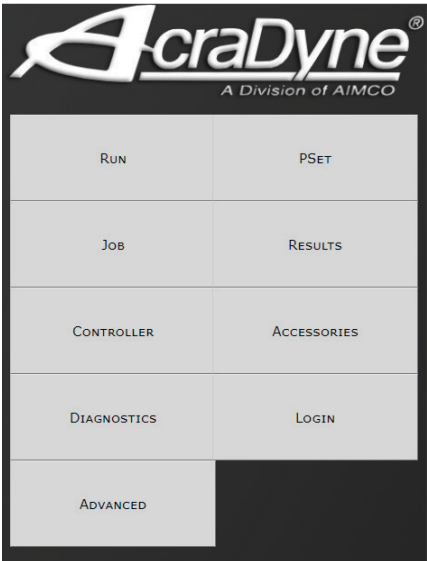 AcraDyne®
A Division of AIMCO
Run PSet
Job Results
Controller Accessories
Diagnostics Login
Advanced